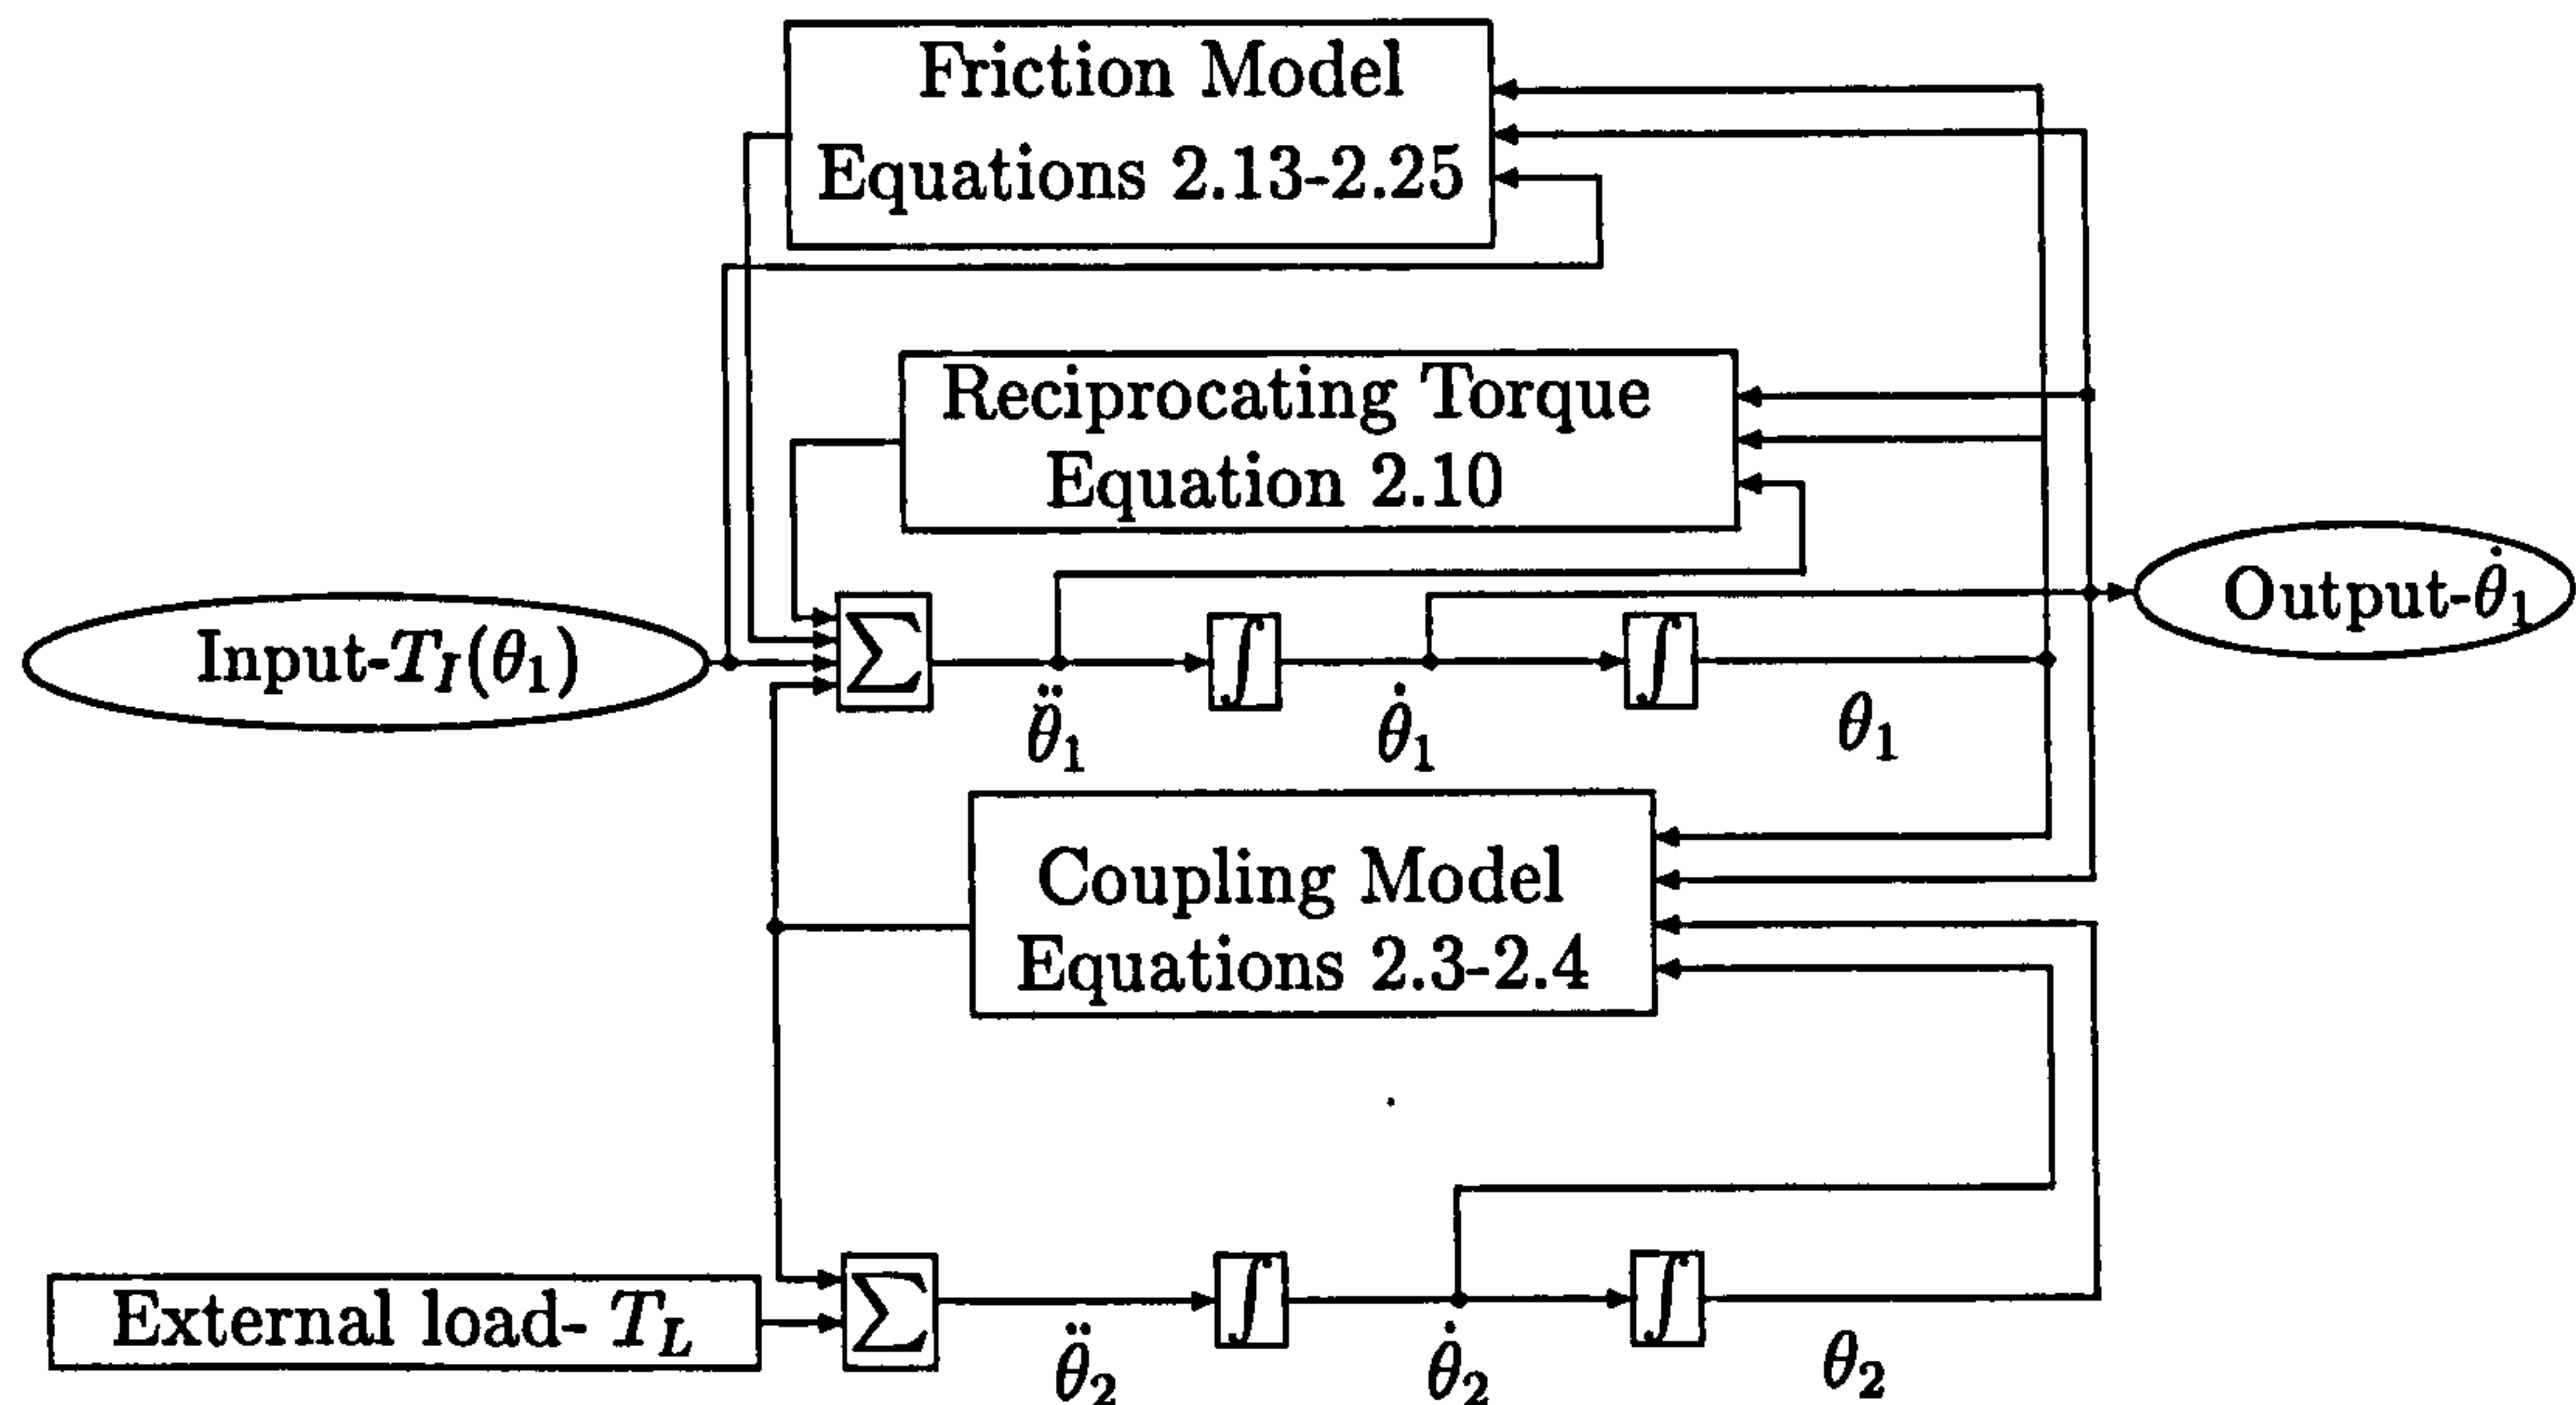 Friction Model
Equations 2.13-2.25
Reciprocating Torque
Equation 2.10
Input-T_I(θ₁)
∑
∫
∫
Output-θ̇₁
θ̈₁
θ̇₁
θ₁
Coupling Model
Equations 2.3-2.4
External load- T_L
∑
∫
∫
θ̈₂
θ̇₂
θ₂